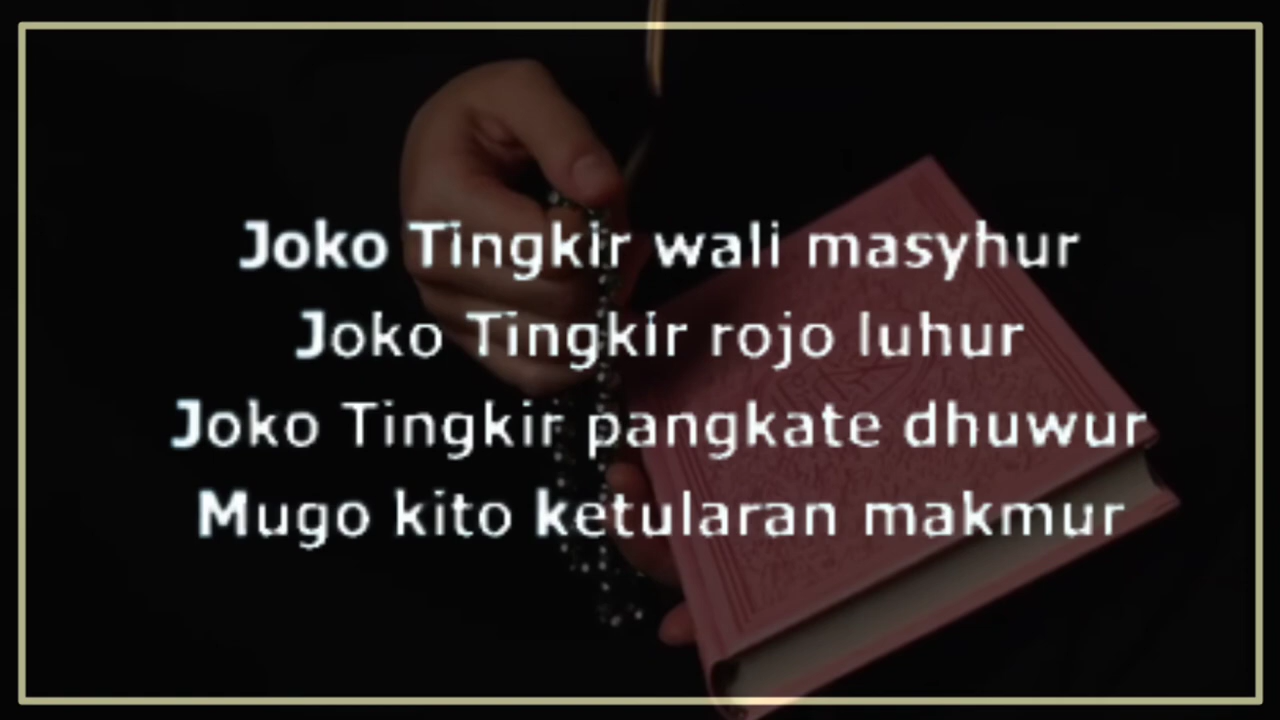 Joko Tingkir wali masyhur
Joko Tingkir rojo luhur
Joko Tingkir pangkate dhuwur
Mugo kito ketularan makmur